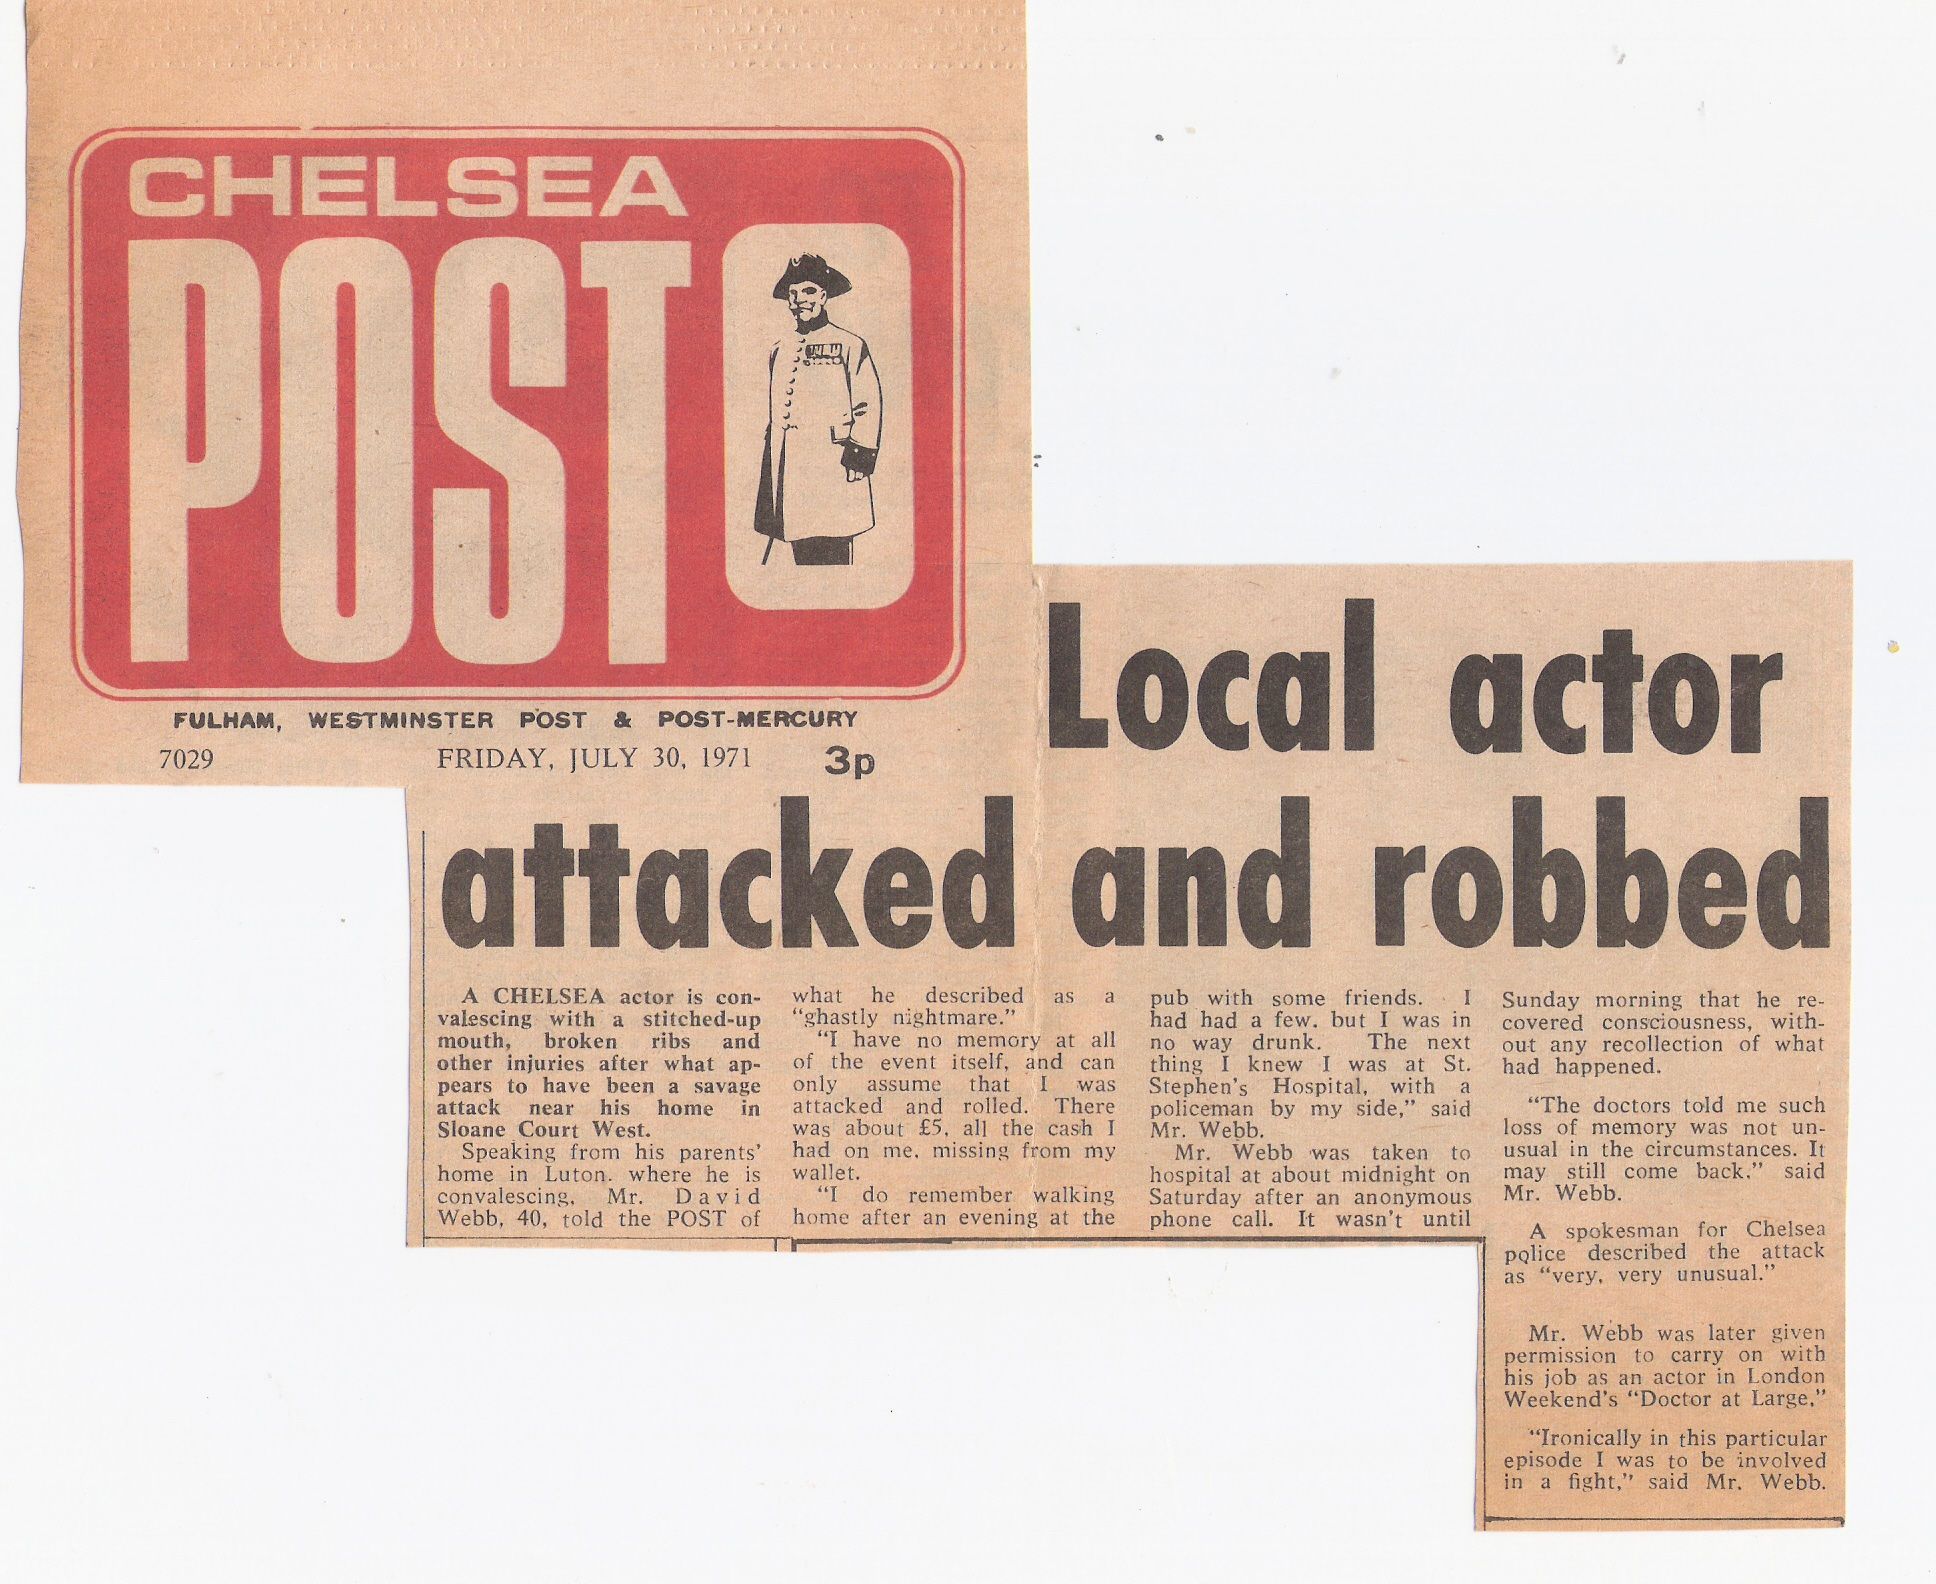 CHELSEA
POST
FULHAM, WESTMINSTER POST & POST-MERCURY
7029 FRIDAY, JULY 30, 1971 3p
Local actor
attacked and robbed
A CHELSEA actor is con-
valescing with a stitched-up
mouth, broken ribs and
other injuries after what ap-
pears to have been a savage
attack near his home in
Sloane Court West.
Speaking from his parents'
home in Luton. where he is
convalescing, Mr. David
Webb, 40, told the POST of
what he described as a
"ghastly nightmare."
"I have no memory at all
of the event itself, and can
only assume that I was
attacked and rolled. There
was about £5, all the cash I
had on me, missing from my
wallet.
"I do remember walking
home after an evening at the
pub with some friends. I
had had a few, but I was in
no way drunk. The next
thing I knew I was at St.
Stephen's Hospital, with a
policeman by my side," said
Mr. Webb.
Mr. Webb was taken to
hospital at about midnight on
Saturday after an anonymous
phone call. It wasn't until
Sunday morning that he re-
covered consciousness, with-
out any recollection of what
had happened.
"The doctors told me such
loss of memory was not un-
usual in the circumstances. It
may still come back." said
Mr. Webb.
A spokesman for Chelsea
police described the attack
as "very, very unusual."
Mr. Webb was later given
permission to carry on with
his job as an actor in London
Weekend's "Doctor at Large,"
"Ironically in this particular
episode I was to be involved
in a fight," said Mr. Webb.